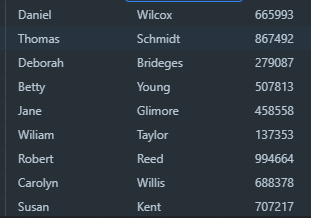 Daniel Wilcox 665993
Thomas Schmidt 867492
Deborah Brideges 279087
Betty Young 507813
Jane Glimore 458558
Wiliam Taylor 137353
Robert Reed 994664
Carolyn Willis 688378
Susan Kent 707217